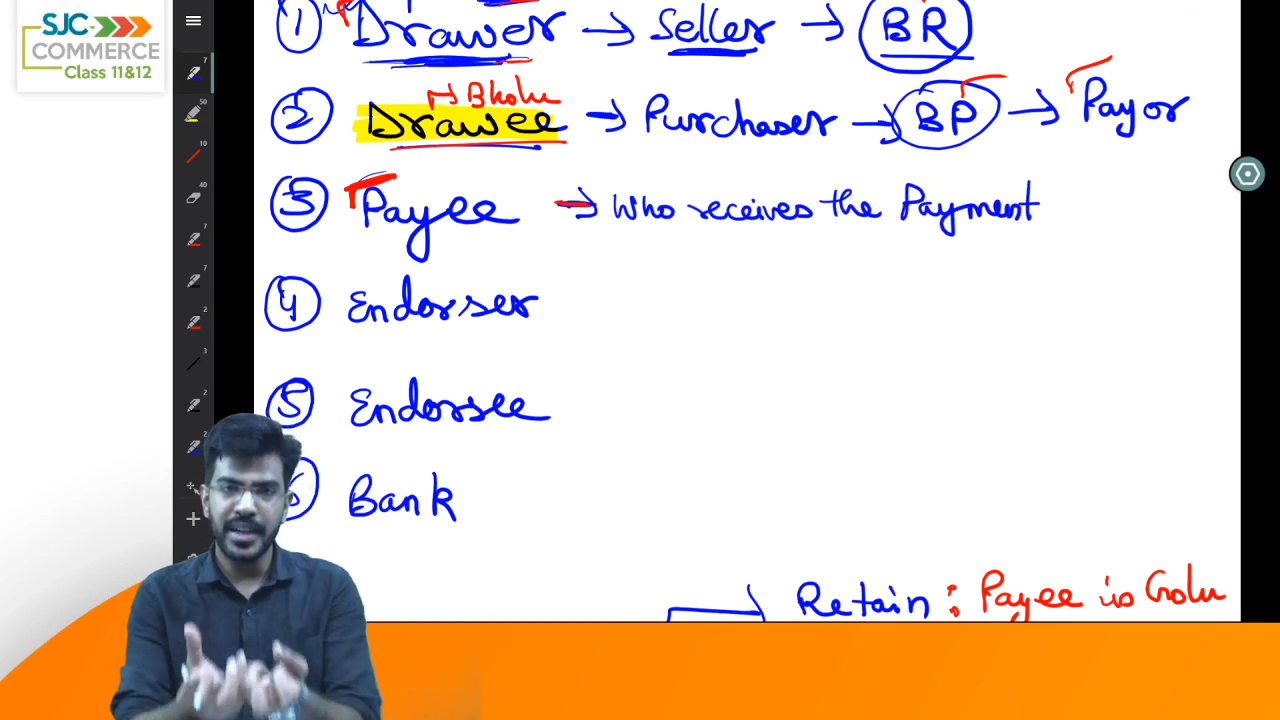 SJC
COMMERCE
Class 11&12
1 Drawer → Seller → BR
→ Bholu
2 Drawee → Purchaser → BP → Payor
3 Payee → Who receives the Payment
4 Endorser
5 Endorsee
6 Bank
Retain : Payee is Golu